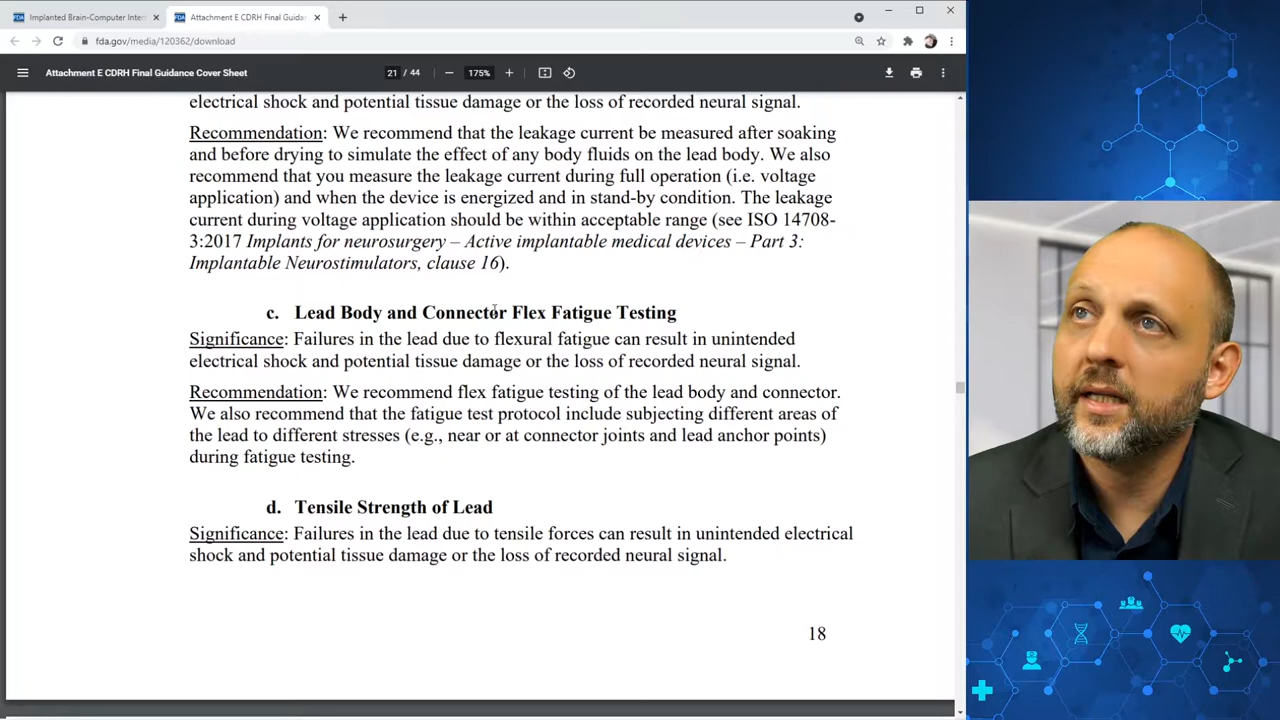 Implanted Brain-Computer Inter
Attachment E CDRH Final Guidan
fda.gov/media/120362/download
Attachment E CDRH Final Guidance Cover Sheet
21 / 44
175%
electrical shock and potential tissue damage or the loss of recorded neural signal.
Recommendation: We recommend that the leakage current be measured after soaking
and before drying to simulate the effect of any body fluids on the lead body. We also
recommend that you measure the leakage current during full operation (i.e. voltage
application) and when the device is energized and in stand-by condition. The leakage
current during voltage application should be within acceptable range (see ISO 14708-
3:2017 Implants for neurosurgery – Active implantable medical devices – Part 3:
Implantable Neurostimulators, clause 16).
c. Lead Body and Connector Flex Fatigue Testing
Significance: Failures in the lead due to flexural fatigue can result in unintended
electrical shock and potential tissue damage or the loss of recorded neural signal.
Recommendation: We recommend flex fatigue testing of the lead body and connector.
We also recommend that the fatigue test protocol include subjecting different areas of
the lead to different stresses (e.g., near or at connector joints and lead anchor points)
during fatigue testing.
d. Tensile Strength of Lead
Significance: Failures in the lead due to tensile forces can result in unintended electrical
shock and potential tissue damage or the loss of recorded neural signal.
18